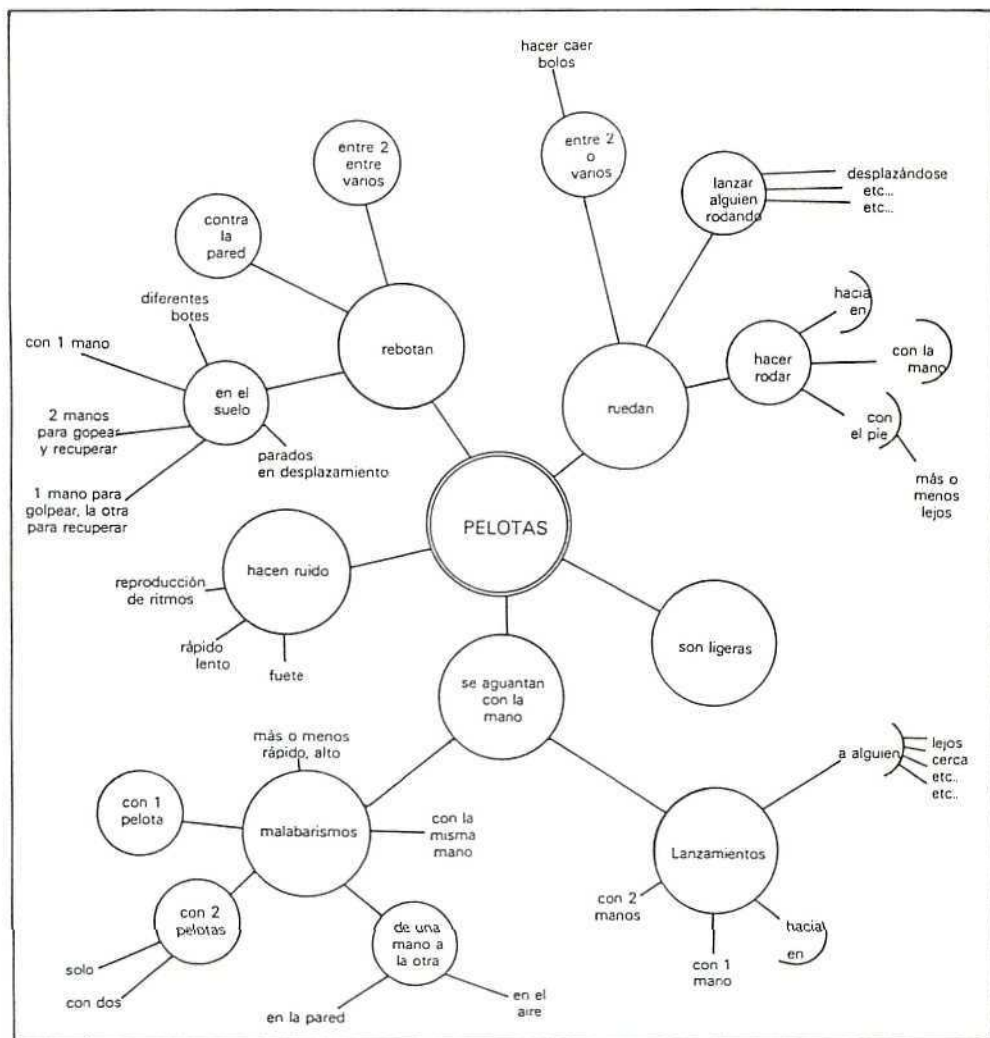 hacer caer
bolos
entre 2
entre
varios
entre 2
o
varios
lanzar
alguien
rodando
desplazándose
etc...
etc...
contra
la
pared
diferentes
botes
con 1 mano
rebotan
hacia
en
hacer
rodar
con la
mano
en el
suelo
ruedan
2 manos
para gopear
y recuperar
con
el pie
parados
en desplazamiento
más o
menos
lejos
1 mano para
golpear, la otra
para recuperar
PELOTAS
hacen ruido
reproducción
de ritmos
rápido
lento
fuete
son ligeras
se aguantan
con la
mano
más o menos
rápido, alto
a alguien
lejos
cerca
etc..
etc..
con 1
pelota
malabarismos
con la
misma
mano
Lanzamientos
con 2
manos
con 2
pelotas
de una
mano a
la otra
hacia
en
con 1
mano
solo
con dos
en la pared
en el
aire